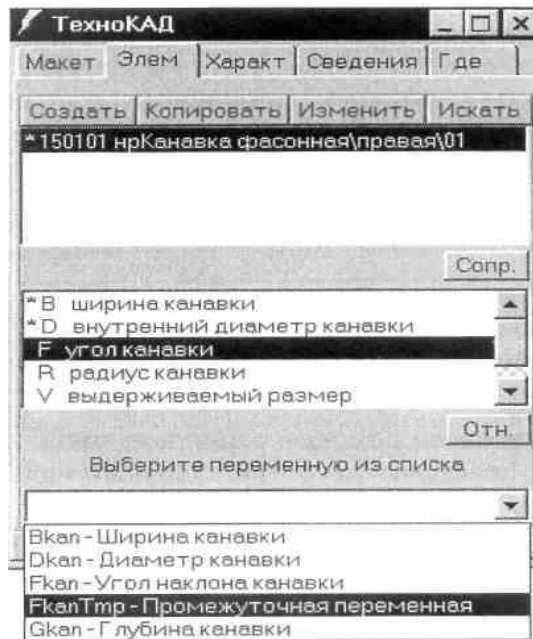 ТехноКАД
Макет Элем Характ Сведения Где
Создать Копировать Изменить Искать
*150101 нрКанавка фасонная\правая\01
Сопр.
*B ширина канавки
*D внутренний диаметр канавки
F угол канавки
R радиус канавки
V выдерживаемый размер
Отн.
Выберите переменную из списка
Bkan - Ширина канавки
Dkan - Диаметр канавки
Fkan - Угол наклона канавки
FkanTmp - Промежуточная переменная
Gkan - Глубина канавки